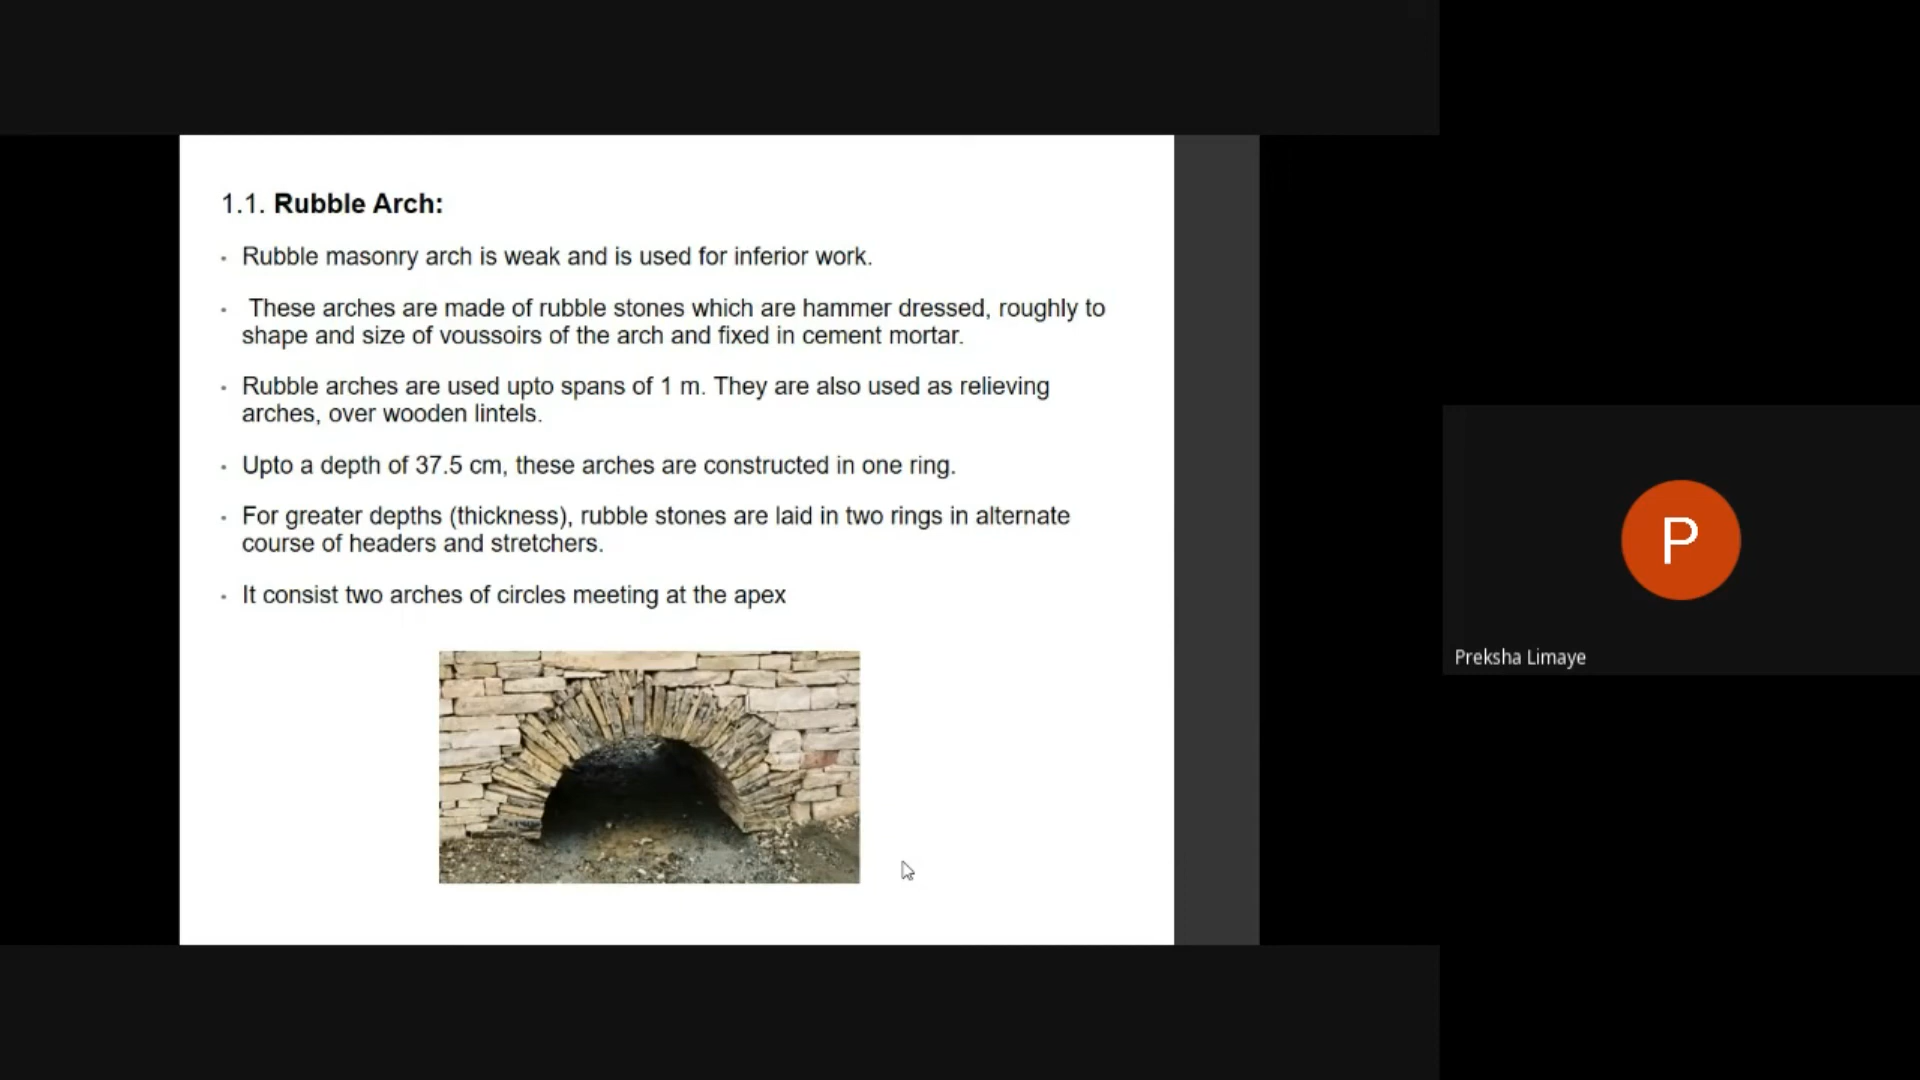 1.1. Rubble Arch:
• Rubble masonry arch is weak and is used for inferior work.
• These arches are made of rubble stones which are hammer dressed, roughly to
shape and size of voussoirs of the arch and fixed in cement mortar.
• Rubble arches are used upto spans of 1 m. They are also used as relieving
arches, over wooden lintels.
• Upto a depth of 37.5 cm, these arches are constructed in one ring.
• For greater depths (thickness), rubble stones are laid in two rings in alternate
course of headers and stretchers.
• It consist two arches of circles meeting at the apex
P
Preksha Limaye